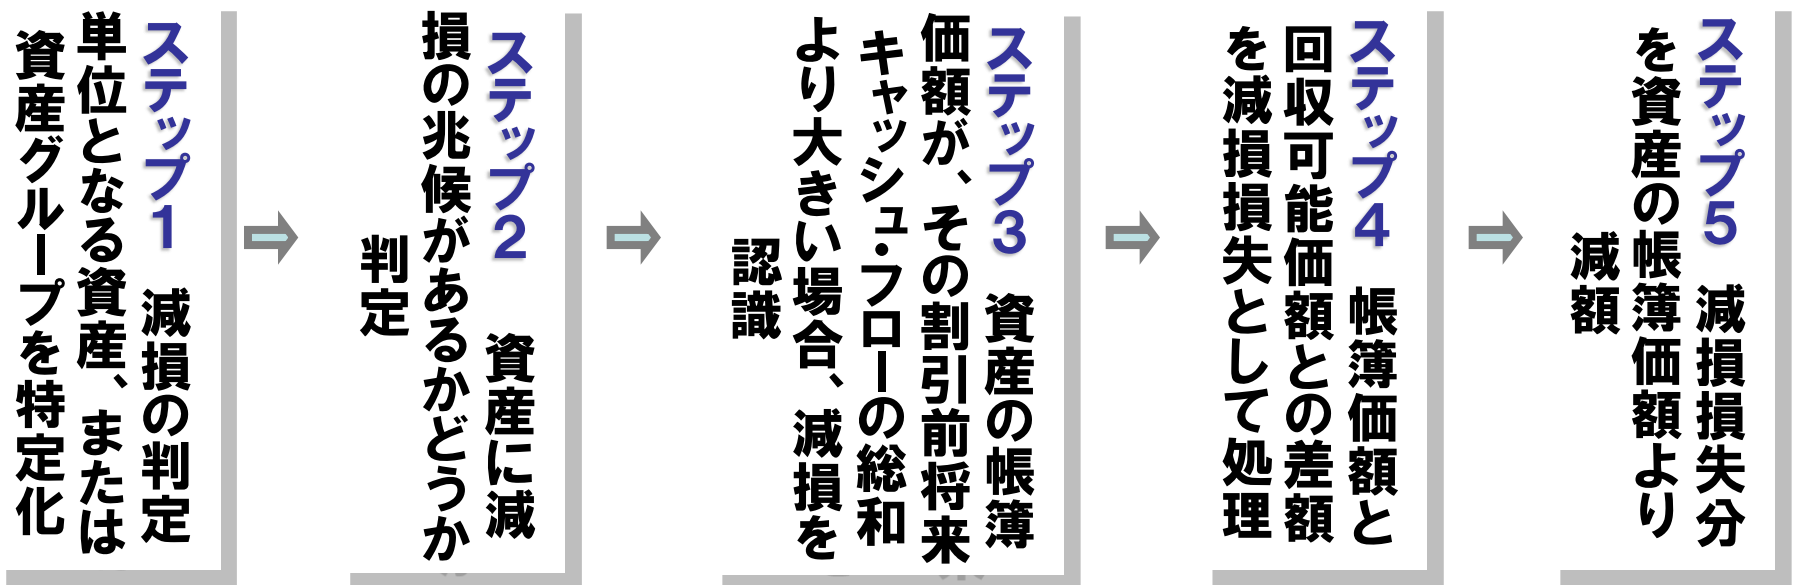 ステップ1 減損の判定
単位となる資産、または
資産グループを特定化
ステップ2 資産に減
損の兆候があるかどうか
判定
ステップ3 資産の帳簿
価額が、その割引前将来
キャッシュ・フローの総和
より大きい場合、減損を
認識
ステップ4 帳簿価額と
回収可能価額との差額
を減損損失として処理
ステップ5 減損損失分
を資産の帳簿価額より
減額